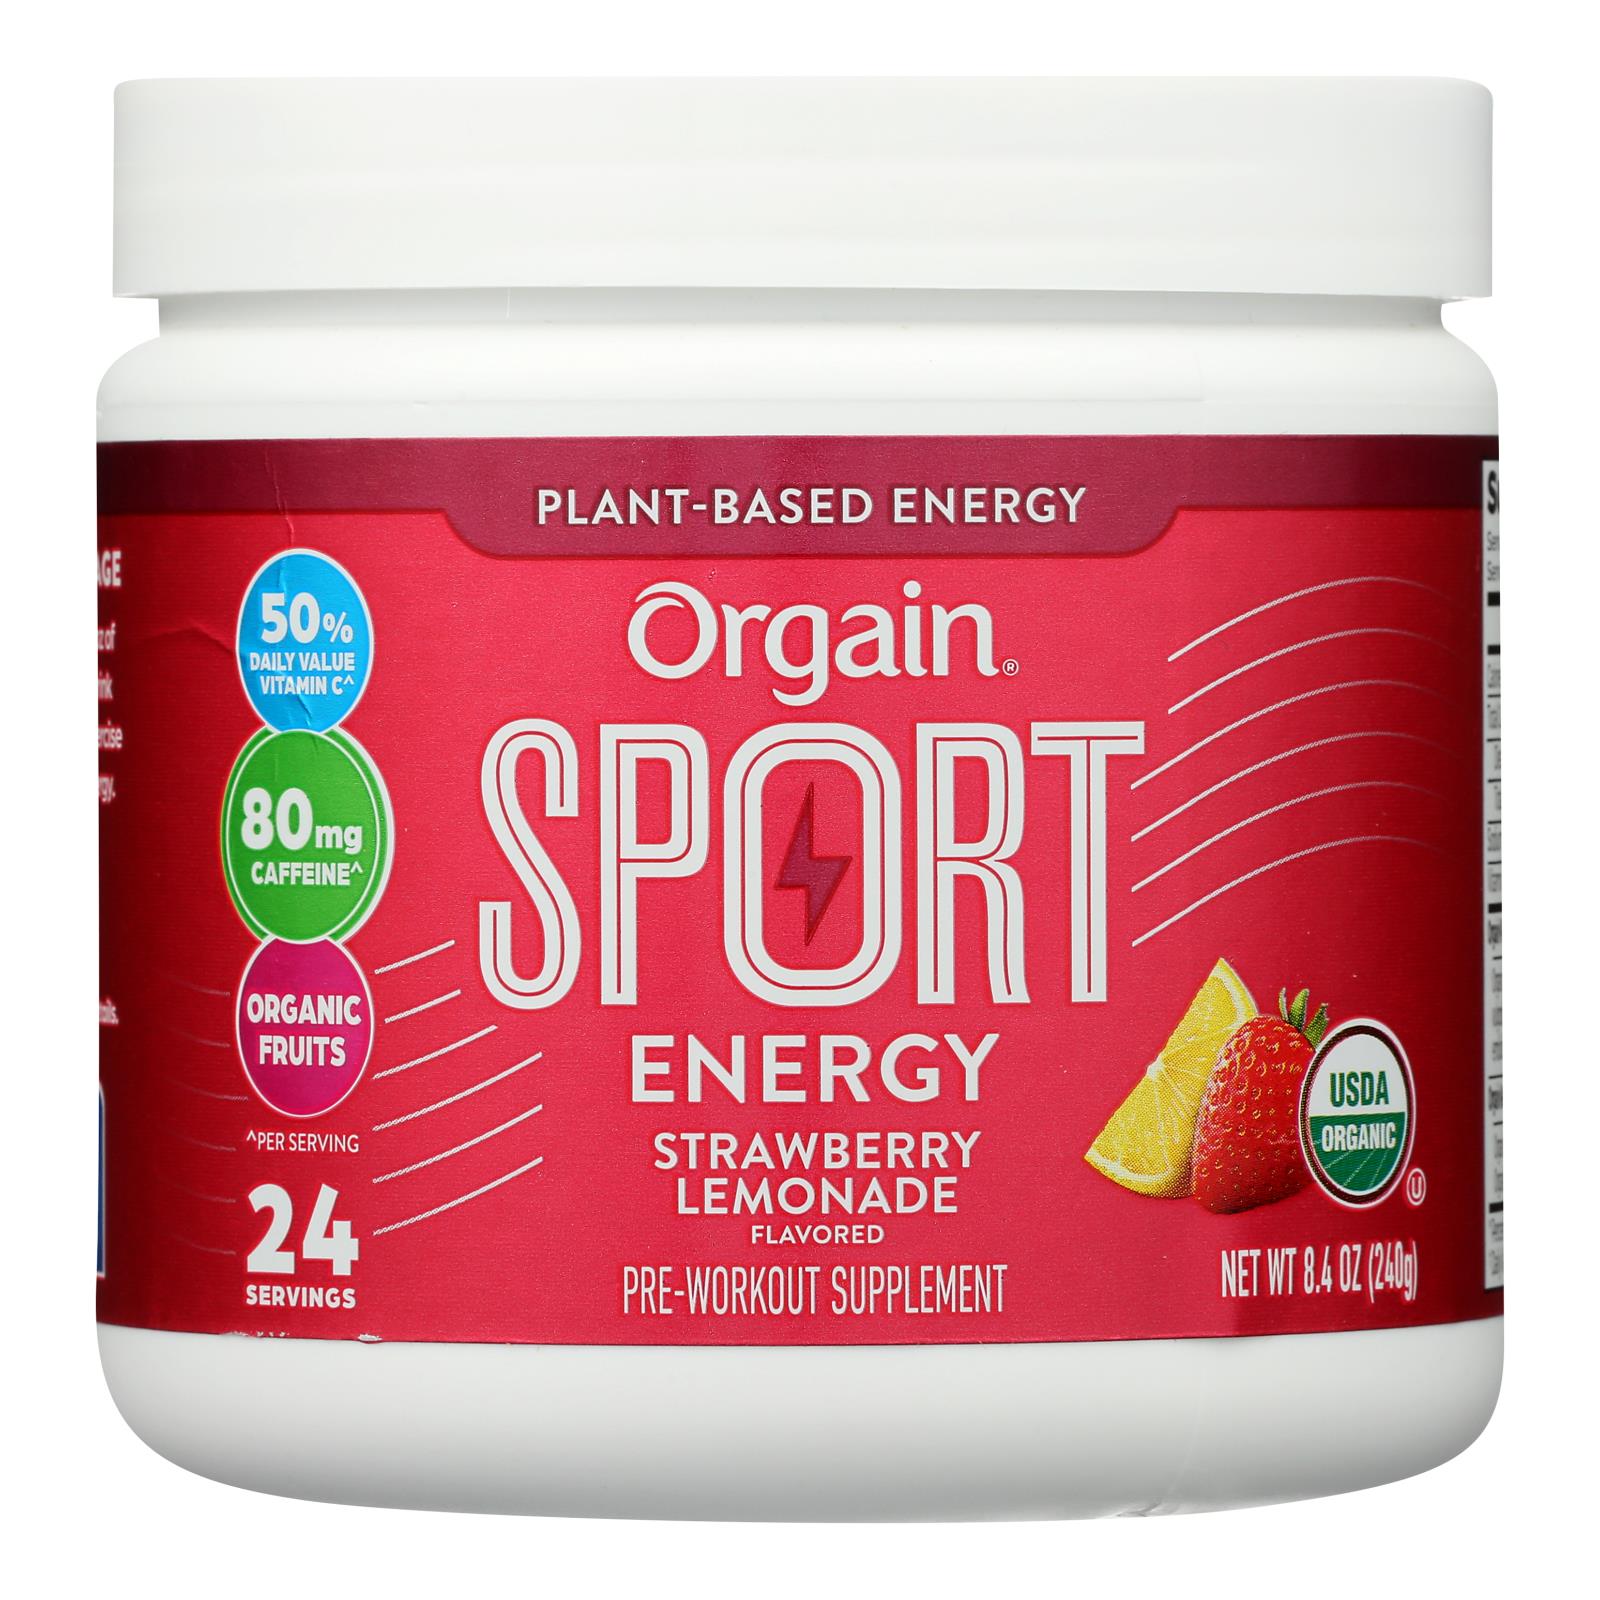 PLANT-BASED ENERGY
Orgain®
SPORT
ENERGY
STRAWBERRY
LEMONADE
FLAVORED
PRE-WORKOUT SUPPLEMENT
50%
DAILY VALUE
VITAMIN C^
80mg
CAFFEINE^
ORGANIC
FRUITS
^PER SERVING
24
SERVINGS
USDA
ORGANIC
U
NET WT 8.4 OZ (240g)
of